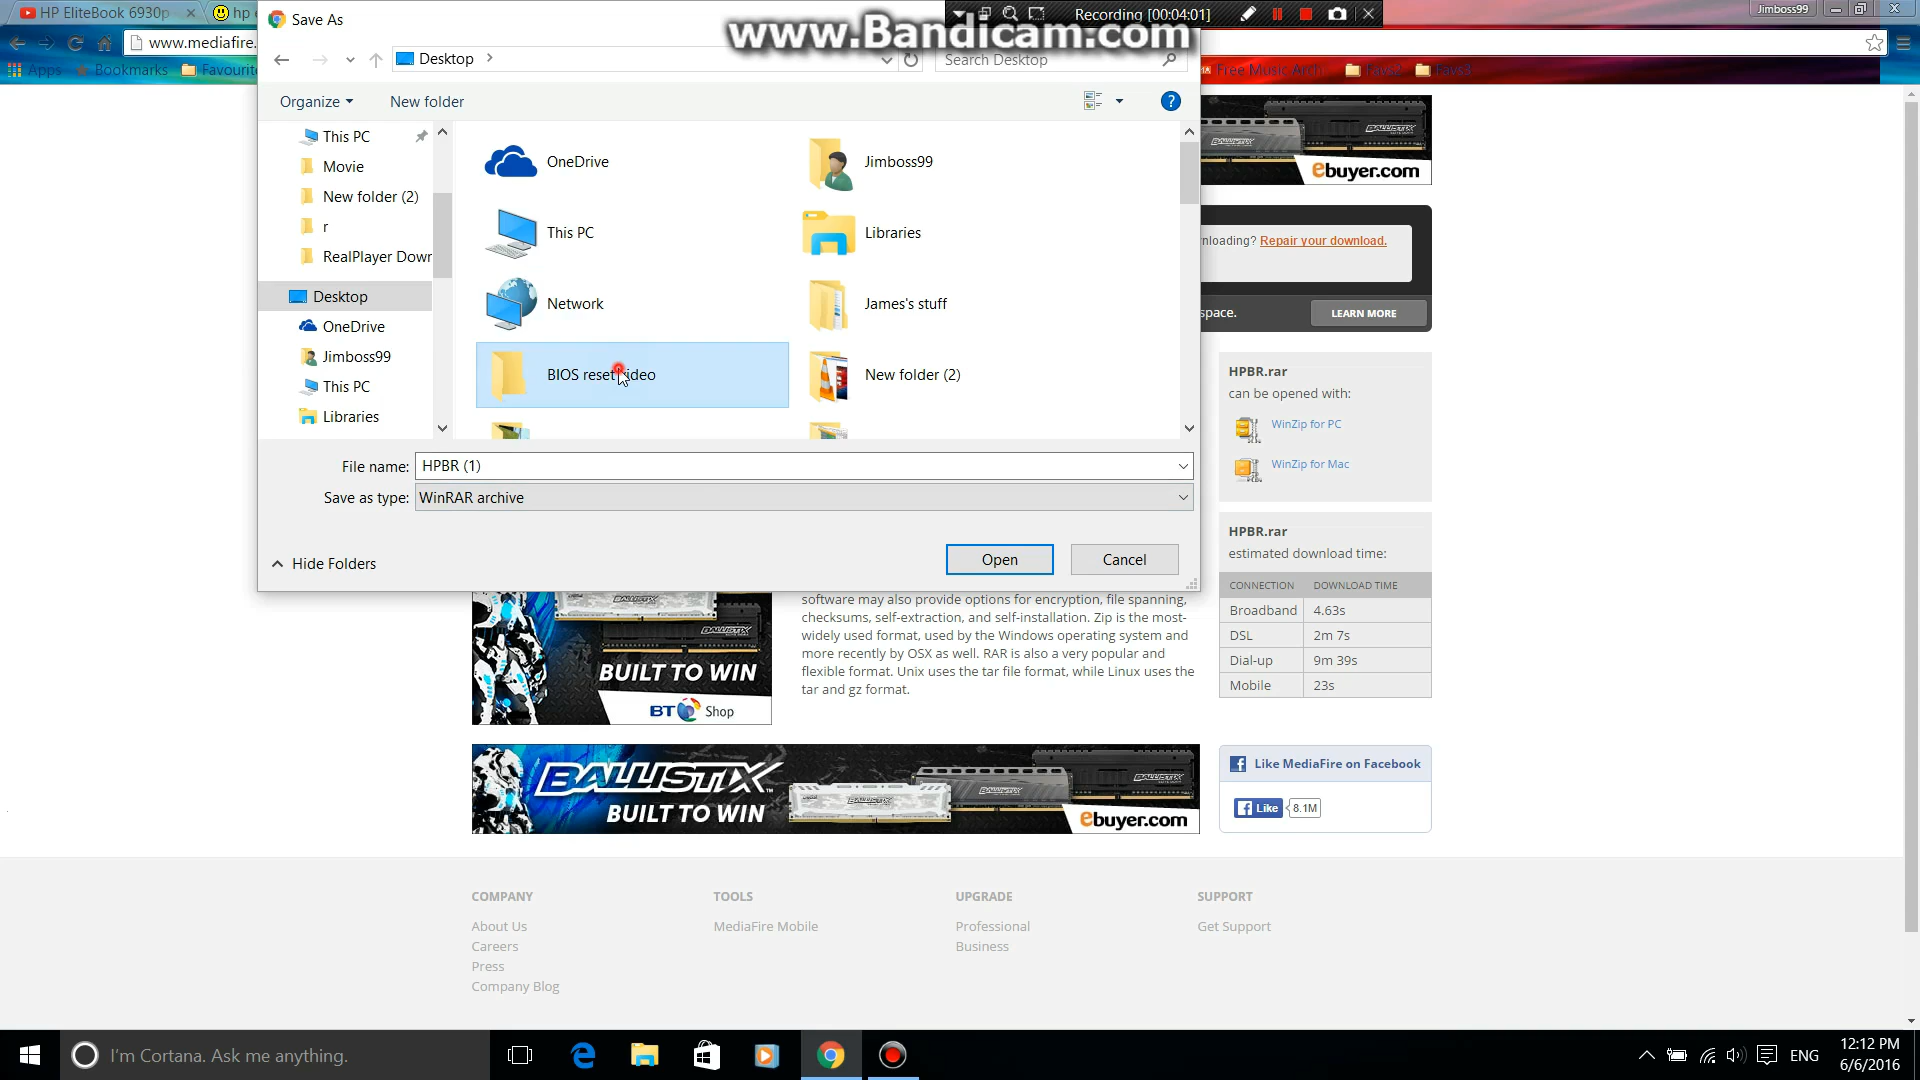 HP EliteBook 6930p
hp
Save As
www.Bandicam.com
Recording [00:04:01]
Jimboss99
www.mediafire.
Desktop
Search Desktop
Apps
Bookmarks
Favourite
Free Music Arch
Favs2
Favs3
Organize
New folder
This PC
Movie
New folder (2)
r
RealPlayer Down
Desktop
OneDrive
Jimboss99
This PC
Libraries
OneDrive
Jimboss99
This PC
Libraries
Network
James's stuff
BIOS reset video
New folder (2)
File name: HPBR (1)
Save as type: WinRAR archive
Hide Folders
Open
Cancel
BALLISTIX
ebuyer.com
nloading? Repair your download.
space.
LEARN MORE
HPBR.rar
can be opened with:
WinZip for PC
WinZip for Mac
HPBR.rar
estimated download time:
CONNECTION DOWNLOAD TIME
Broadband 4.63s
DSL 2m 7s
Dial-up 9m 39s
Mobile 23s
software may also provide options for encryption, file spanning,
checksums, self-extraction, and self-installation. Zip is the most-
widely used format, used by the Windows operating system and
more recently by OSX as well. RAR is also a very popular and
flexible format. Unix uses the tar file format, while Linux uses the
tar and gz format.
BALLISTIX
BUILT TO WIN
BT Shop
BALLISTIX
BUILT TO WIN
ebuyer.com
Like MediaFire on Facebook
Like 8.1M
COMPANY
About Us
Careers
Press
Company Blog
TOOLS
MediaFire Mobile
UPGRADE
Professional
Business
SUPPORT
Get Support
I'm Cortana. Ask me anything.
ENG
12:12 PM
6/6/2016